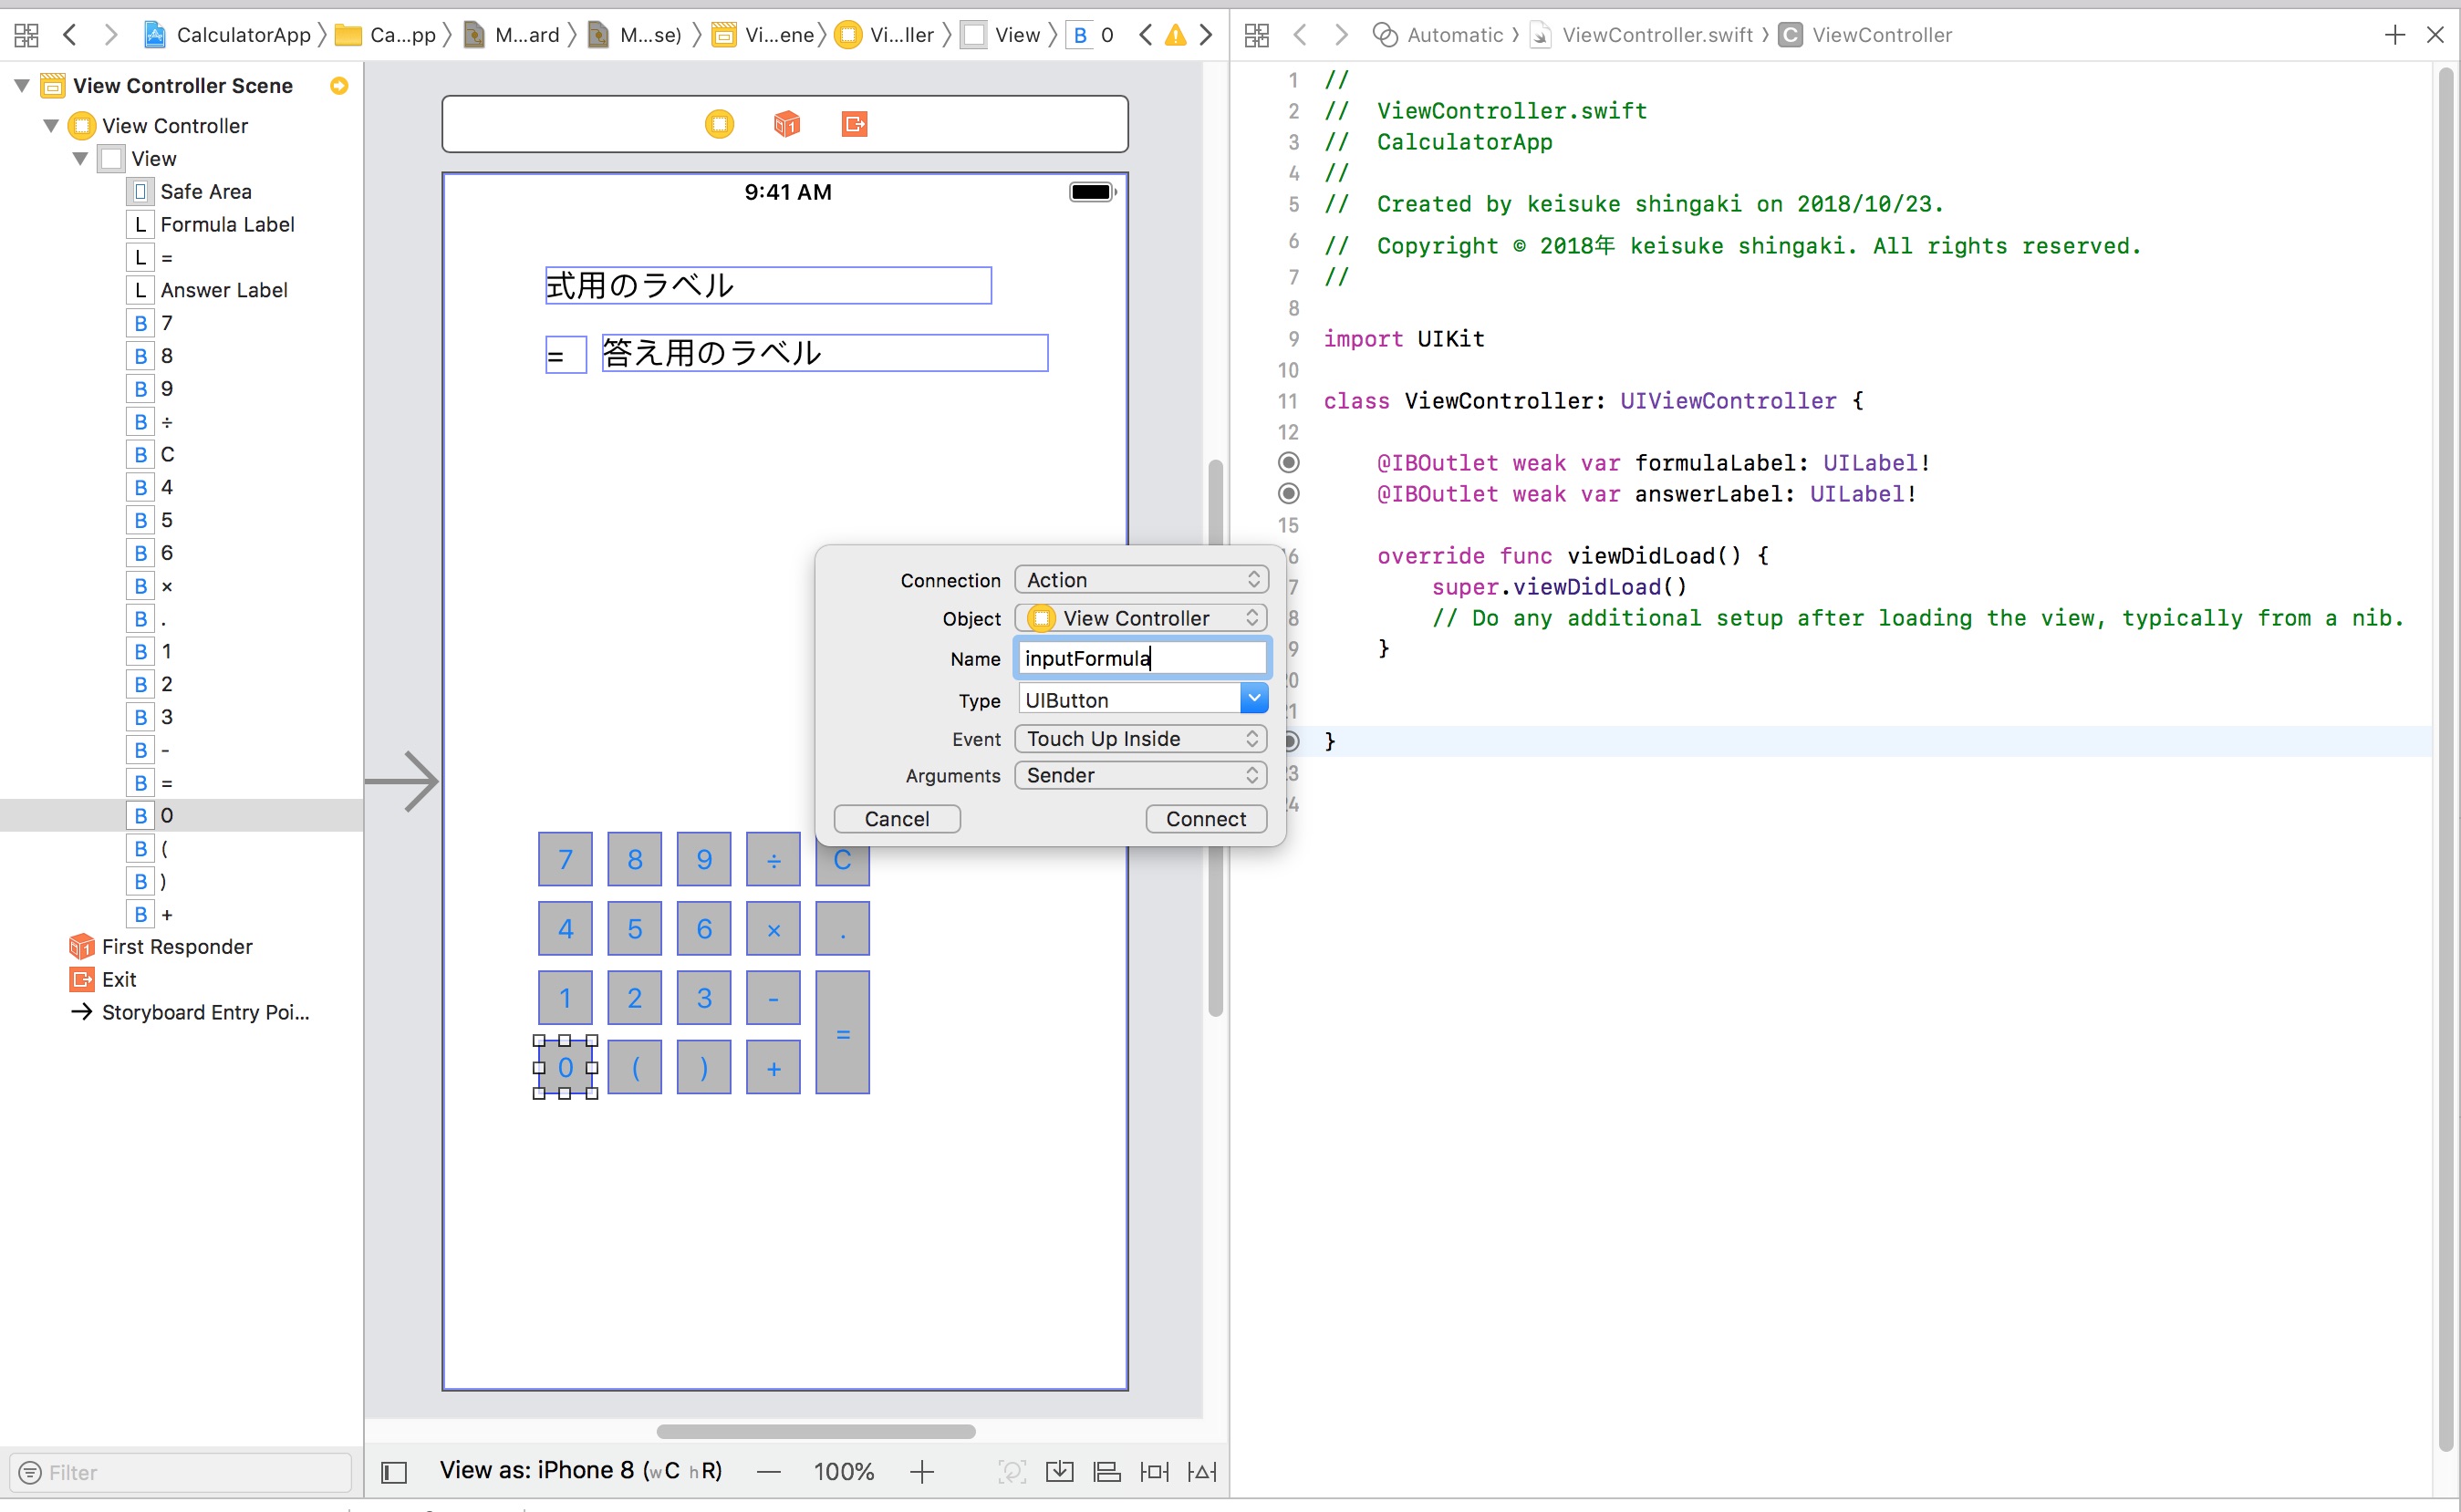 CalculatorApp 〉 Ca...pp 〉 M...ard 〉 M...se) 〉 Vi...ene 〉 Vi...ller 〉 View 〉 B 0
Automatic 〉 ViewController.swift 〉 C ViewController
View Controller Scene
View Controller
View
Safe Area
L Formula Label
L =
L Answer Label
B 7
B 8
B 9
B ÷
B C
B 4
B 5
B 6
B ×
B .
B 1
B 2
B 3
B -
B =
B 0
B (
B )
B +
First Responder
Exit
Storyboard Entry Poi...
Filter
9:41 AM
式用のラベル
= 答え用のラベル
7 8 9 ÷ C
4 5 6 × .
1 2 3 - =
0 ( ) +
View as: iPhone 8 (wC hR) — 100% +
Connection Action
Object View Controller
Name inputFormula
Type UIButton
Event Touch Up Inside
Arguments Sender
Cancel Connect
1 //
2 //  ViewController.swift
3 //  CalculatorApp
4 //
5 //  Created by keisuke shingaki on 2018/10/23.
6 //  Copyright © 2018年 keisuke shingaki. All rights reserved.
7 //
8
9 import UIKit
10
11 class ViewController: UIViewController {
12
@IBOutlet weak var formulaLabel: UILabel!
@IBOutlet weak var answerLabel: UILabel!
15
6 override func viewDidLoad() {
7 super.viewDidLoad()
8 // Do any additional setup after loading the view, typically from a nib.
9 }
0
1
}
3
4